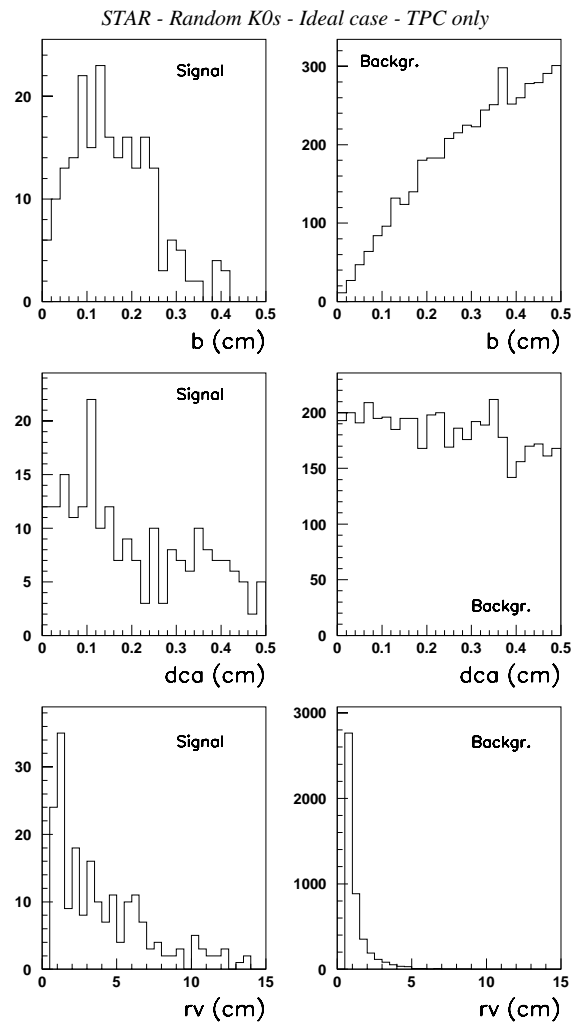 STAR - Random K0s - Ideal case - TPC only
Signal
20
10
0
0 0.1 0.2 0.3 0.4 0.5
b (cm)
Backgr.
300
200
100
0
0 0.1 0.2 0.3 0.4 0.5
b (cm)
Signal
20
15
10
5
0
0 0.1 0.2 0.3 0.4 0.5
dca (cm)
200
150
100
50
0
Backgr.
0 0.1 0.2 0.3 0.4 0.5
dca (cm)
Signal
30
20
10
0
0 5 10 15
rv (cm)
Backgr.
3000
2000
1000
0
0 5 10 15
rv (cm)